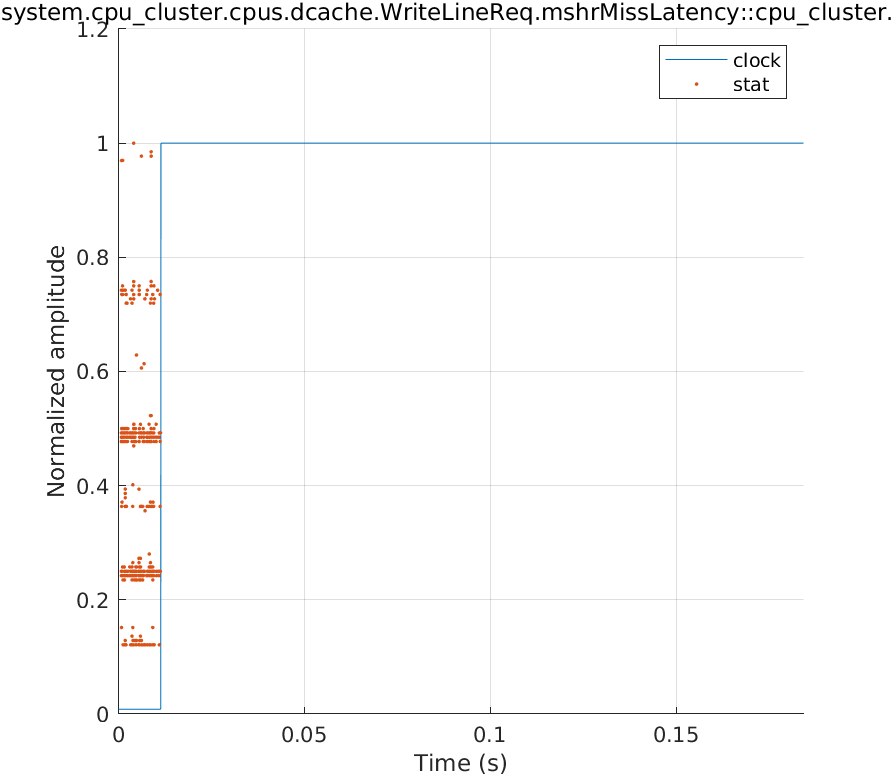 system.cpu_cluster.cpus.dcache.WriteLineReq.mshrMissLatency::cpu_cluster.
1.2
clock
stat
1
0.8
0.6
0.4
0.2
0
Normalized amplitude
0
0.05
0.1
0.15
Time (s)